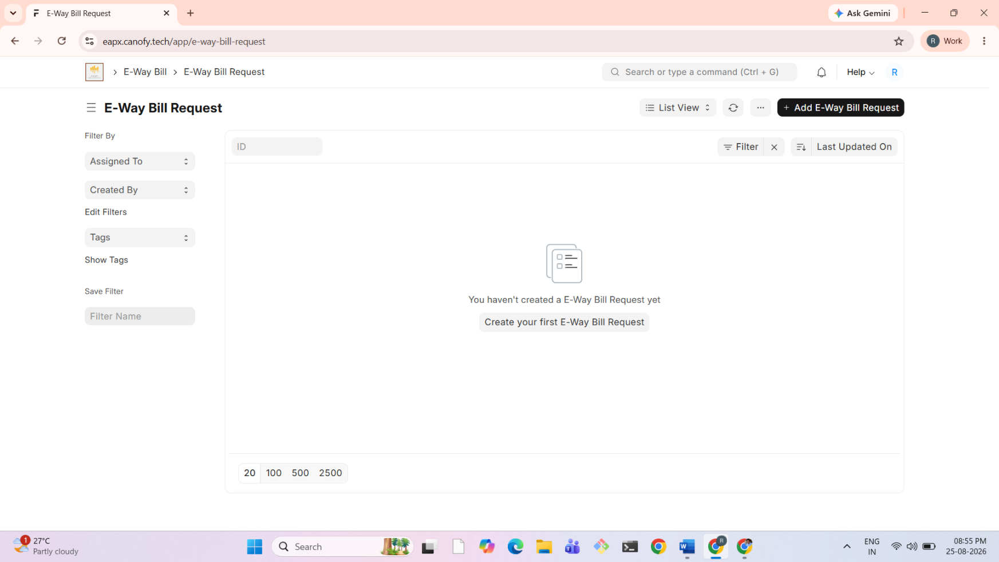 E-Way Bill Request
Ask Gemini
eapx.canofy.tech/app/e-way-bill-request
R Work
E-Way Bill > E-Way Bill Request
Search or type a command (Ctrl + G)
Help
R
E-Way Bill Request
List View
+ Add E-Way Bill Request
Filter By
Assigned To
Created By
Edit Filters
Tags
Show Tags
Save Filter
Filter Name
ID
Filter
Last Updated On
You haven't created a E-Way Bill Request yet
Create your first E-Way Bill Request
20 100 500 2500
1
27°C
Partly cloudy
Search
R
ENG
IN
08:55 PM
25-08-2026